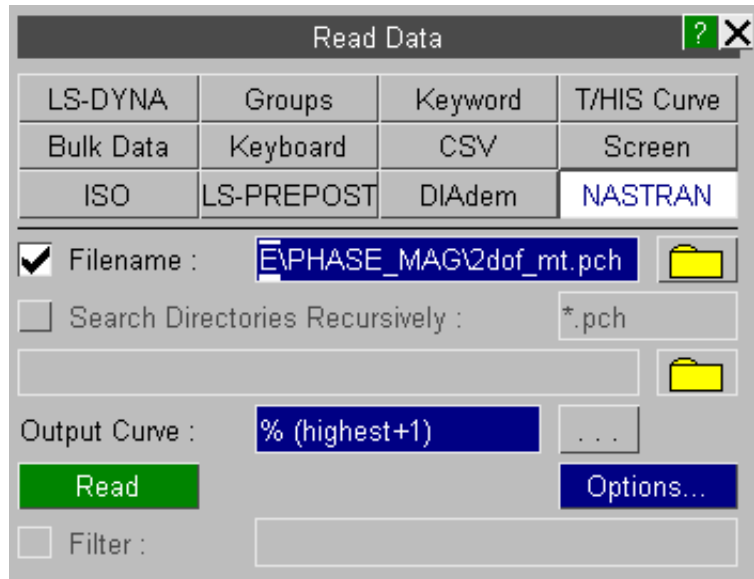 Read Data ?
LS-DYNA Groups Keyword T/HIS Curve
Bulk Data Keyboard CSV Screen
ISO LS-PREPOST DIAdem NASTRAN
Filename : E\PHASE_MAG\2dof_mt.pch
Search Directories Recursively : *.pch
Output Curve : % (highest+1) ...
Read Options...
Filter :